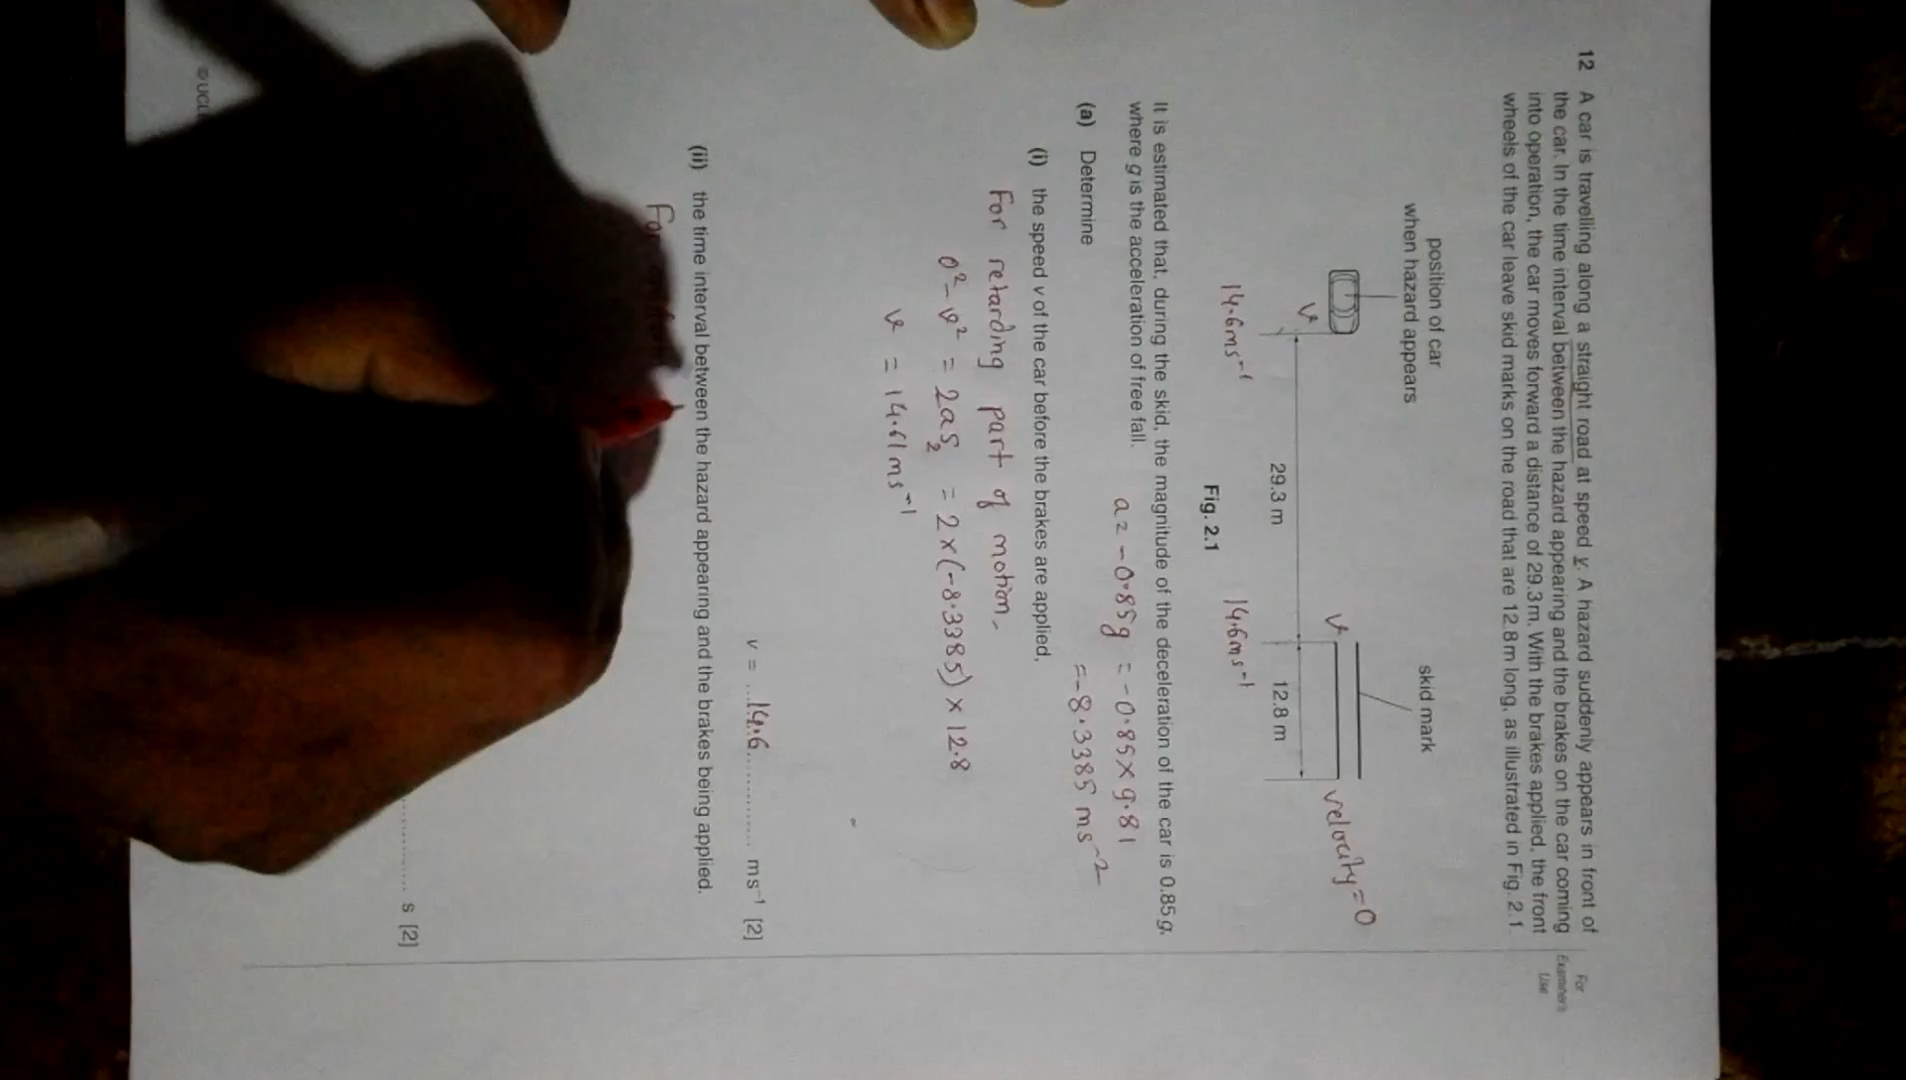 12 A car is travelling along a straight road at speed v. A hazard suddenly appears in front of
the car. In the time interval between the hazard appearing and the brakes on the car coming
into operation, the car moves forward a distance of 29.3m. With the brakes applied, the front
wheels of the car leave skid marks on the road that are 12.8m long, as illustrated in Fig. 2.1
For
Examiner's
Use
position of car
when hazard appears
skid mark
v
v
velocity=0
29.3 m
12.8 m
14.6ms⁻¹
14.6ms⁻¹
Fig. 2.1
It is estimated that, during the skid, the magnitude of the deceleration of the car is 0.85g,
where g is the acceleration of free fall.
a = -0.85g = -0.85×9.81
=-8.3385 ms⁻²
(a) Determine
(i) the speed v of the car before the brakes are applied,
For retarding part of motion,
0² - v² = 2as₂ = 2×(-8.3385)×12.8
v = 14.61ms⁻¹
v = ...14.6............ ms⁻¹ [2]
(ii) the time interval between the hazard appearing and the brakes being applied.
For
............ s [2]